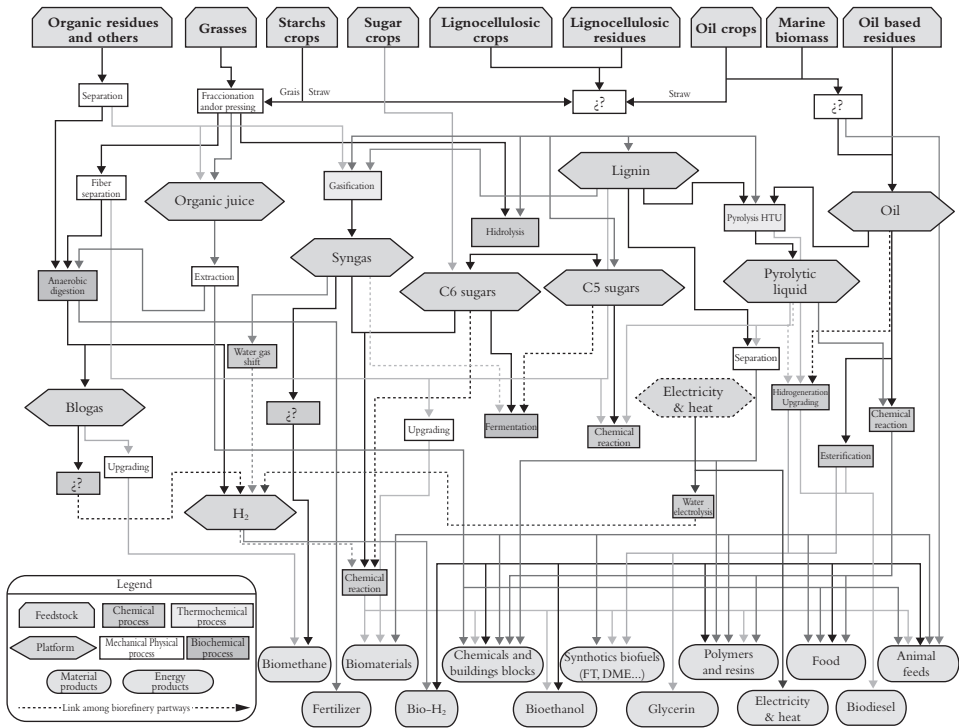 Organic residues
and others
Grasses
Starchs
crops
Sugar
crops
Lignocellulosic
crops
Lignocellulosic
residues
Oil crops
Marine
biomass
Oil based
residues
Separation
Fraccionation
andor pressing
Grais
Straw
¿?
Straw
¿?
Fiber
separation
Organic juice
Gasification
Lignin
Pyrolysis HTU
Oil
Hidrolysis
Anaerobic
digestion
Extraction
Syngas
C6 sugars
C5 sugars
Pyrolytic
liquid
Water gas
shift
Separation
Blogas
¿?
Upgrading
Fermentation
Chemical
reaction
Electricity
& heat
Hidrogeneration
Upgrading
Chemical
reaction
Upgrading
¿?
Esterification
H₂
Water
electrolysis
Chemical
reaction
Legend
Feedstock
Chemical
process
Thermochemical
process
Platform
Mechanical Physical
process
Biochemical
process
Material
products
Energy
products
Link among biorefinery partways
Biomethane
Biomaterials
Chemicals and
buildings blocks
Synthotics biofuels
(FT, DME...)
Polymers
and resins
Food
Animal
feeds
Fertilizer
Bio-H₂
Bioethanol
Glycerin
Electricity
& heat
Biodiesel